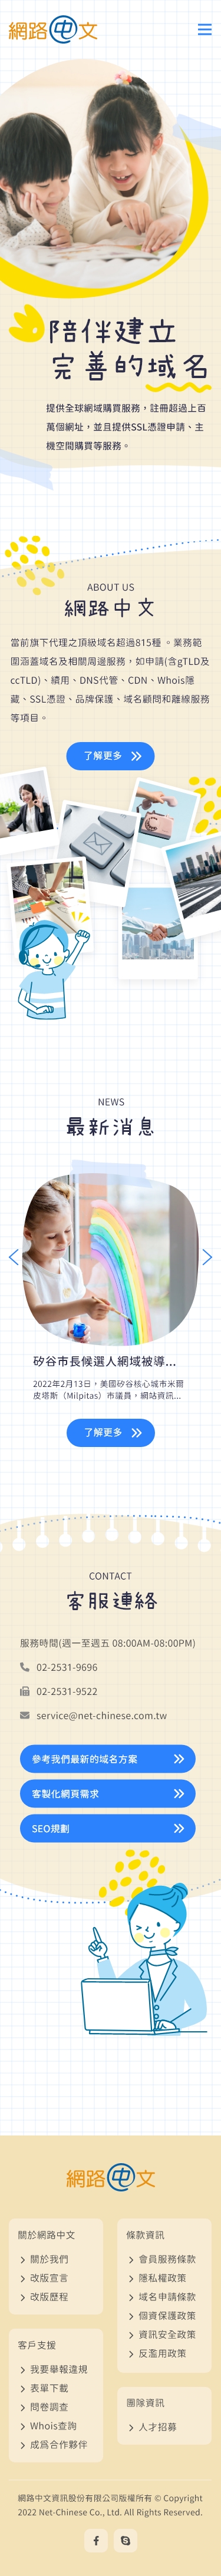 網路中文
陪伴建立
完善的域名
提供全球網域購買服務，註冊超過上百
萬個網址，並且提供SSL憑證申請、主
機空間購買等服務。
ABOUT US
網路中文
當前旗下代理之頂級域名超過815種 。業務範
圍涵蓋域名及相關周邊服務，如申請(含gTLD及
ccTLD)、續用、DNS代管、CDN、Whois隱
藏、SSL憑證、品牌保護、域名顧問和離線服務
等項目。
了解更多
NEWS
最新消息
矽谷市長候選人網域被導...
2022年2月13日，美國矽谷核心城市米爾
皮塔斯（Milpitas）市議員，網站資訊...
了解更多
CONTACT
客服連絡
服務時間(週一至週五 08:00AM-08:00PM)
02-2531-9696
02-2531-9522
service@net-chinese.com.tw
參考我們最新的域名方案
客製化網頁需求
SEO規劃
網路中文
關於網路中文
關於我們
改版宣言
改版歷程
客戶支援
我要舉報違規
表單下載
問卷調查
Whois查詢
成爲合作夥伴
條款資訊
會員服務條款
隱私權政策
域名申請條款
個資保護政策
資訊安全政策
反濫用政策
團隊資訊
人才招募
網路中文資訊股份有限公司版權所有 © Copyright
2022 Net-Chinese Co., Ltd. All Rights Reserved.